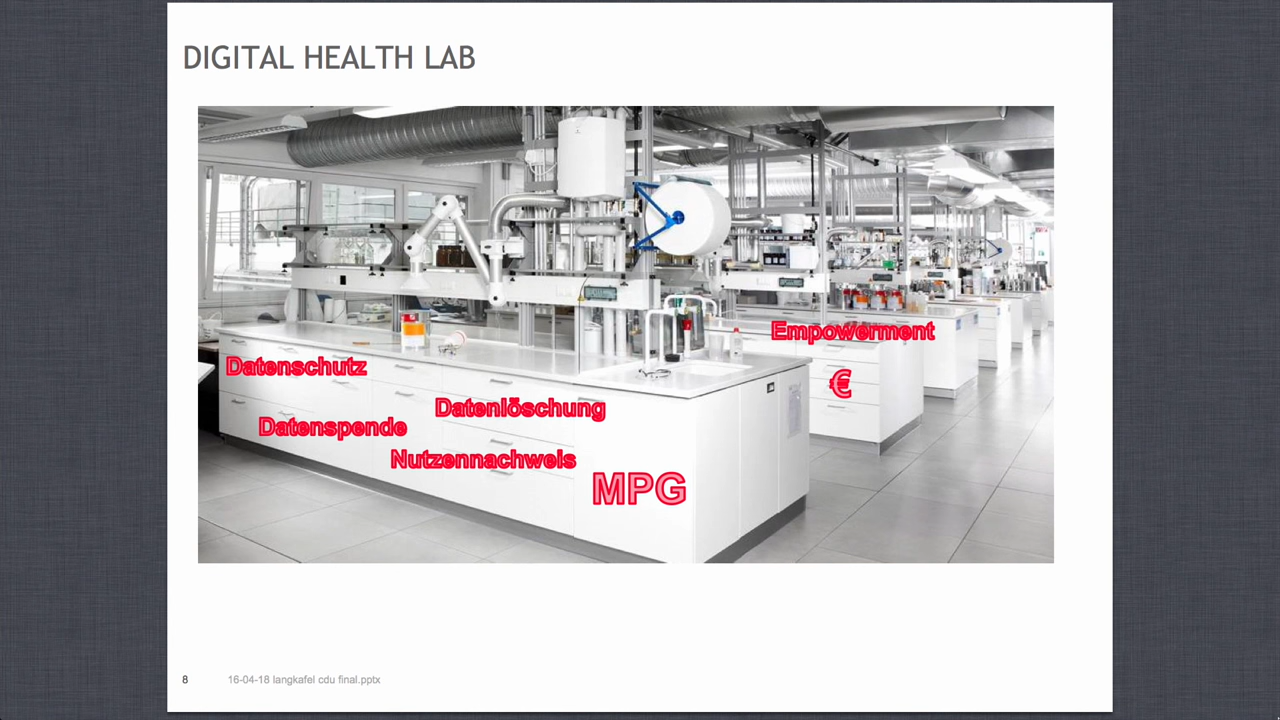 DIGITAL HEALTH LAB
Empowerment
Datenschutz
€
Datenlöschung
Datenspende
Nutzennachweis
MPG
8 16-04-18 langkafel cdu final.pptx